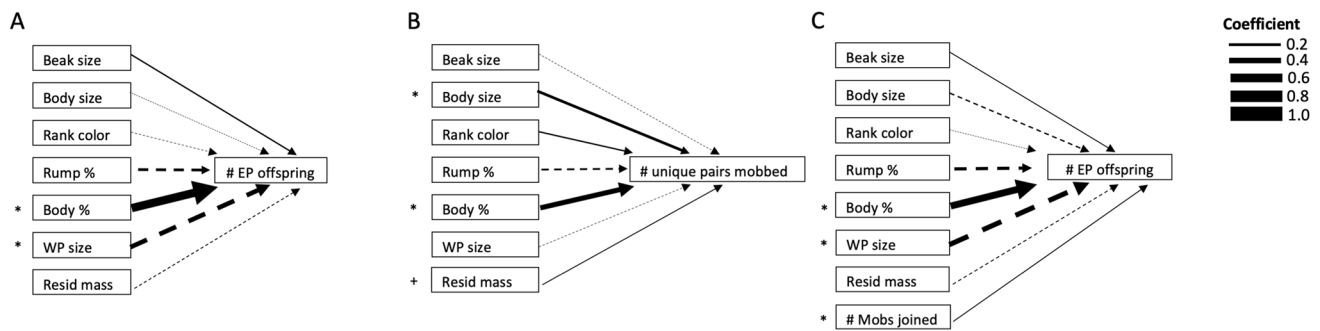 A
Beak size
Body size
Rank color
Rump %
* Body %
* WP size
Resid mass
# EP offspring
B
Beak size
* Body size
Rank color
Rump %
* Body %
WP size
+ Resid mass
# unique pairs mobbed
C
Beak size
Body size
Rank color
Rump %
* Body %
* WP size
Resid mass
* # Mobs joined
# EP offspring
Coefficient
0.2
0.4
0.6
0.8
1.0